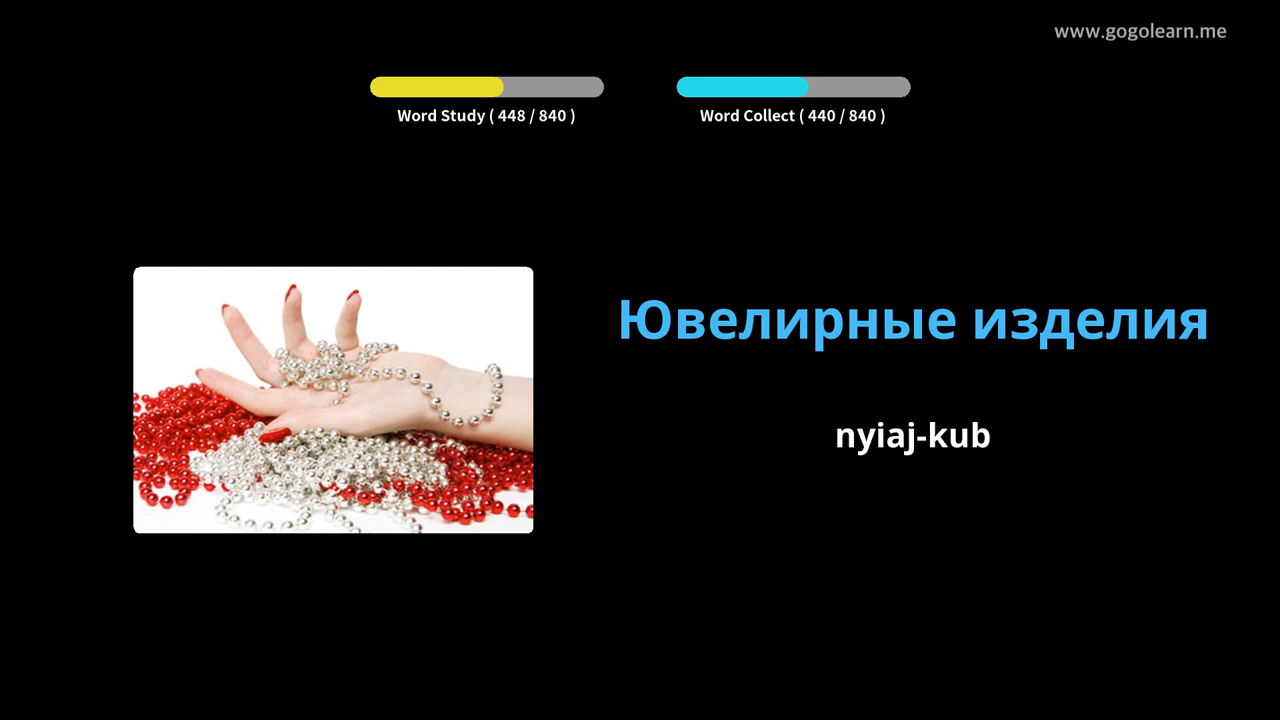 www.gogolearn.me
Word Study ( 448 / 840 )
Word Collect ( 440 / 840 )
Ювелирные изделия
nyiaj-kub